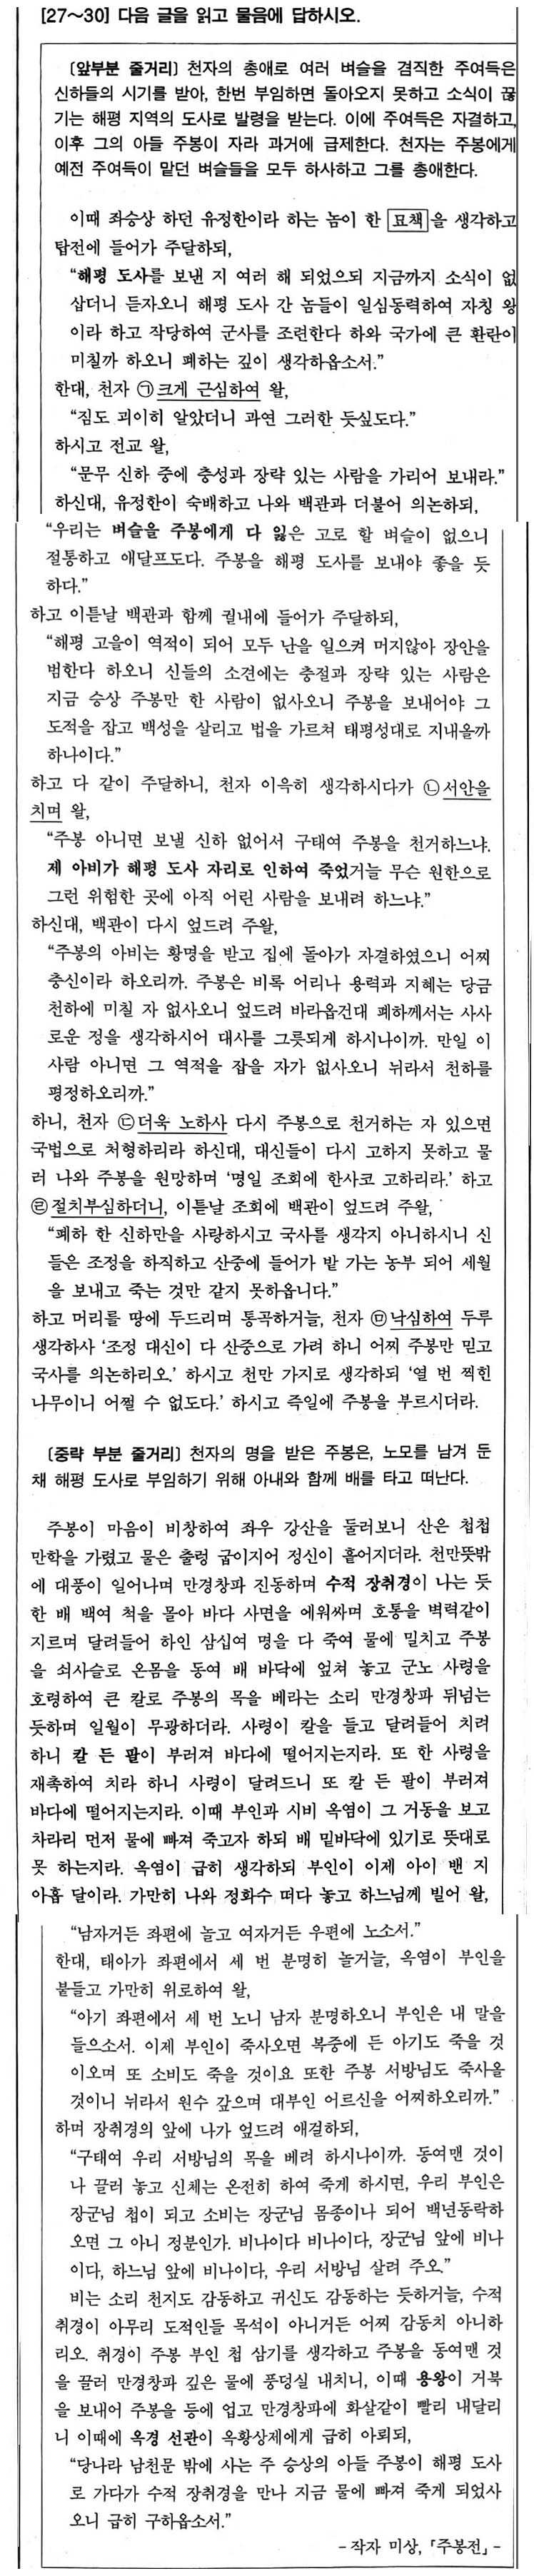 [27～30] 다음 글을 읽고 물음에 답하시오.
[앞부분 줄거리] 천자의 총애로 여러 벼슬을 겸직한 주여득은
신하들의 시기를 받아, 한번 부임하면 돌아오지 못하고 소식이 끊
기는 해평 지역의 도사로 발령을 받는다. 이에 주여득은 자결하고,
이후 그의 아들 주봉이 자라 과거에 급제한다. 천자는 주봉에게
예전 주여득이 맡던 벼슬들을 모두 하사하고 그를 총애한다.
이때 좌승상 하던 유정한이라 하는 놈이 한 묘책을 생각하고
탑전에 들어가 주달하되,
“해평 도사를 보낸 지 여러 해 되었으되 지금까지 소식이 없
삽더니 듣자오니 해평 도사 간 놈들이 일심동력하여 자칭 왕
이라 하고 작당하여 군사를 조련한다 하와 국가에 큰 환란이
미칠까 하오니 폐하는 깊이 생각하옵소서.”
한대, 천자 ㉠크게 근심하여 왈,
“짐도 괴이히 알았더니 과연 그러한 듯싶도다.”
하시고 전교 왈,
“문무 신하 중에 충성과 장략 있는 사람을 가리어 보내라.”
하신대, 유정한이 숙배하고 나와 백관과 더불어 의논하되,
“우리는 벼슬을 주봉에게 다 잃은 고로 할 벼슬이 없으니
절통하고 애달프도다. 주봉을 해평 도사를 보내야 좋을 듯
하다.”
하고 이튿날 백관과 함께 궐내에 들어가 주달하되,
“해평 고을이 역적이 되어 모두 난을 일으켜 머지않아 장안을
범한다 하오니 신들의 소견에는 충절과 장략 있는 사람은
지금 승상 주봉만 한 사람이 없사오니 주봉을 보내어야 그
도적을 잡고 백성을 살리고 법을 가르쳐 태평성대로 지내올까
하나이다.”
하고 다 같이 주달하니, 천자 이윽히 생각하시다가 ㉡서안을
치며 왈,
“주봉 아니면 보낼 신하 없어서 구태여 주봉을 천거하느냐.
제 아비가 해평 도사 자리로 인하여 죽었거늘 무슨 원한으로
그런 위험한 곳에 아직 어린 사람을 보내려 하느냐.”
하신대, 백관이 다시 엎드려 주왈,
“주봉의 아비는 황명을 받고 집에 돌아가 자결하였으니 어찌
충신이라 하오리까. 주봉은 비록 어리나 용력과 지혜는 당금
천하에 미칠 자 없사오니 엎드려 바라옵건대 폐하께서는 사사
로운 정을 생각하시어 대사를 그릇되게 하시나이까. 만일 이
사람 아니면 그 역적을 잡을 자가 없사오니 뉘라서 천하를
평정하오리까.”
하니, 천자 ㉢더욱 노하사 다시 주봉으로 천거하는 자 있으면
국법으로 처형하리라 하신대, 대신들이 다시 고하지 못하고 물
러 나와 주봉을 원망하며 ‘명일 조회에 한사코 고하리라.’ 하고
㉣절치부심하더니, 이튿날 조회에 백관이 엎드려 주왈,
“폐하 한 신하만을 사랑하시고 국사를 생각지 아니하시니 신
들은 조정을 하직하고 산중에 들어가 밭 가는 농부 되어 세월
을 보내고 죽는 것만 같지 못하옵니다.”
하고 머리를 땅에 두드리며 통곡하거늘, 천자 ㉤낙심하여 두루
생각하사 ‘조정 대신이 다 산중으로 가려 하니 어찌 주봉만 믿고
국사를 의논하리오.’ 하시고 천만 가지로 생각하되 ‘열 번 찍힌
나무이니 어쩔 수 없도다.’ 하시고 즉일에 주봉을 부르시더라.
[중략 부분 줄거리] 천자의 명을 받은 주봉은, 노모를 남겨 둔
채 해평 도사로 부임하기 위해 아내와 함께 배를 타고 떠난다.
주봉이 마음이 비창하여 좌우 강산을 둘러보니 산은 첩첩
만학을 가렸고 물은 출렁 굽이지어 정신이 흩어지더라. 천만뜻밖
에 대풍이 일어나며 만경창파 진동하며 수적 장취경이 나는 듯
한 배 백여 척을 몰아 바다 사면을 에워싸며 호통을 벽력같이
지르며 달려들어 하인 삼십여 명을 다 죽여 물에 밀치고 주봉
을 쇠사슬로 온몸을 동여 배 바닥에 엎쳐 놓고 군노 사령을
호령하여 큰 칼로 주봉의 목을 베라는 소리 만경창파 뒤넘는
듯하며 일월이 무광하더라. 사령이 칼을 들고 달려들어 치려
하니 칼 든 팔이 부러져 바다에 떨어지는지라. 또 한 사령을
재촉하여 치라 하니 사령이 달려드니 또 칼 든 팔이 부러져
바다에 떨어지는지라. 이때 부인과 시비 옥염이 그 거동을 보고
차라리 먼저 물에 빠져 죽고자 하되 배 밑바닥에 있기로 뜻대로
못 하는지라. 옥염이 급히 생각하되 부인이 이제 아이 밴 지
아홉 달이라. 가만히 나와 정화수 떠다 놓고 하느님께 빌어 왈,
“남자거든 좌편에 놀고 여자거든 우편에 노소서.”
한대, 태아가 좌편에서 세 번 분명히 놀거늘, 옥염이 부인을
붙들고 가만히 위로하여 왈,
“아기 좌편에서 세 번 노니 남자 분명하오니 부인은 내 말을
들으소서. 이제 부인이 죽사오면 복중에 든 아기도 죽을 것
이오며 또 소비도 죽을 것이요 또한 주봉 서방님도 죽사올
것이니 뉘라서 원수 갚으며 대부인 어르신을 어찌하오리까.”
하며 장취경의 앞에 나가 엎드려 애걸하되,
“구태여 우리 서방님의 목을 베려 하시나이까. 동여맨 것이
나 끌러 놓고 신체는 온전히 하여 죽게 하시면, 우리 부인은
장군님 첩이 되고 소비는 장군님 몸종이나 되어 백년동락하
오면 그 아니 정분인가. 비나이다 비나이다, 장군님 앞에 비나
이다, 하느님 앞에 비나이다, 우리 서방님 살려 주오.”
비는 소리 천지도 감동하고 귀신도 감동하는 듯하거늘, 수적
취경이 아무리 도적인들 목석이 아니거든 어찌 감동치 아니하
리오. 취경이 주봉 부인 첩 삼기를 생각하고 주봉을 동여맨 것
을 끌러 만경창파 깊은 물에 풍덩실 내치니, 이때 용왕이 거북
을 보내어 주봉을 등에 업고 만경창파에 화살같이 빨리 내달리
니 이때에 옥경 선관이 옥황상제에게 급히 아뢰되,
“당나라 남천문 밖에 사는 주 승상의 아들 주봉이 해평 도사
로 가다가 수적 장취경을 만나 지금 물에 빠져 죽게 되었사
오니 급히 구하옵소서.”
- 작자 미상, 「주봉전」 -